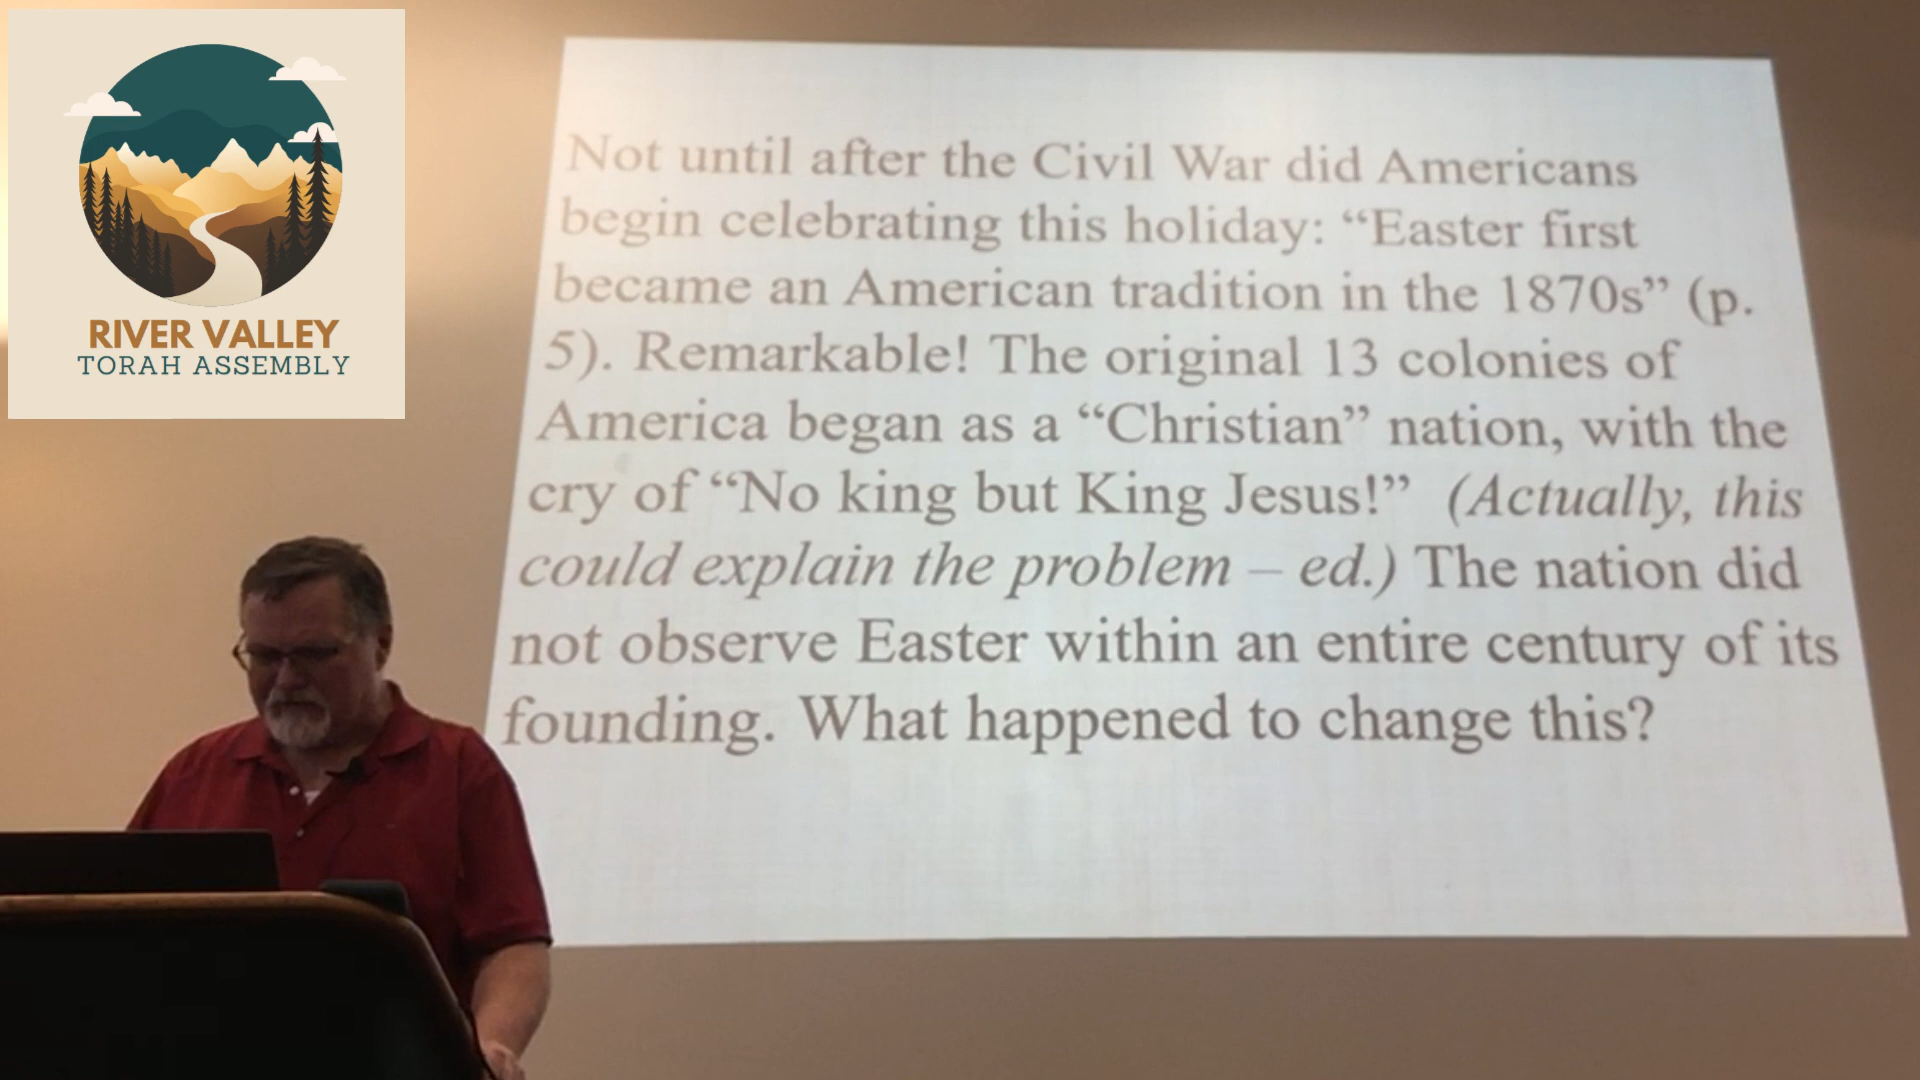 RIVER VALLEY
TORAH ASSEMBLY
Not until after the Civil War did Americans
begin celebrating this holiday: “Easter first
became an American tradition in the 1870s” (p.
5). Remarkable! The original 13 colonies of
America began as a “Christian” nation, with the
cry of “No king but King Jesus!” (Actually, this
could explain the problem – ed.) The nation did
not observe Easter within an entire century of its
founding. What happened to change this?